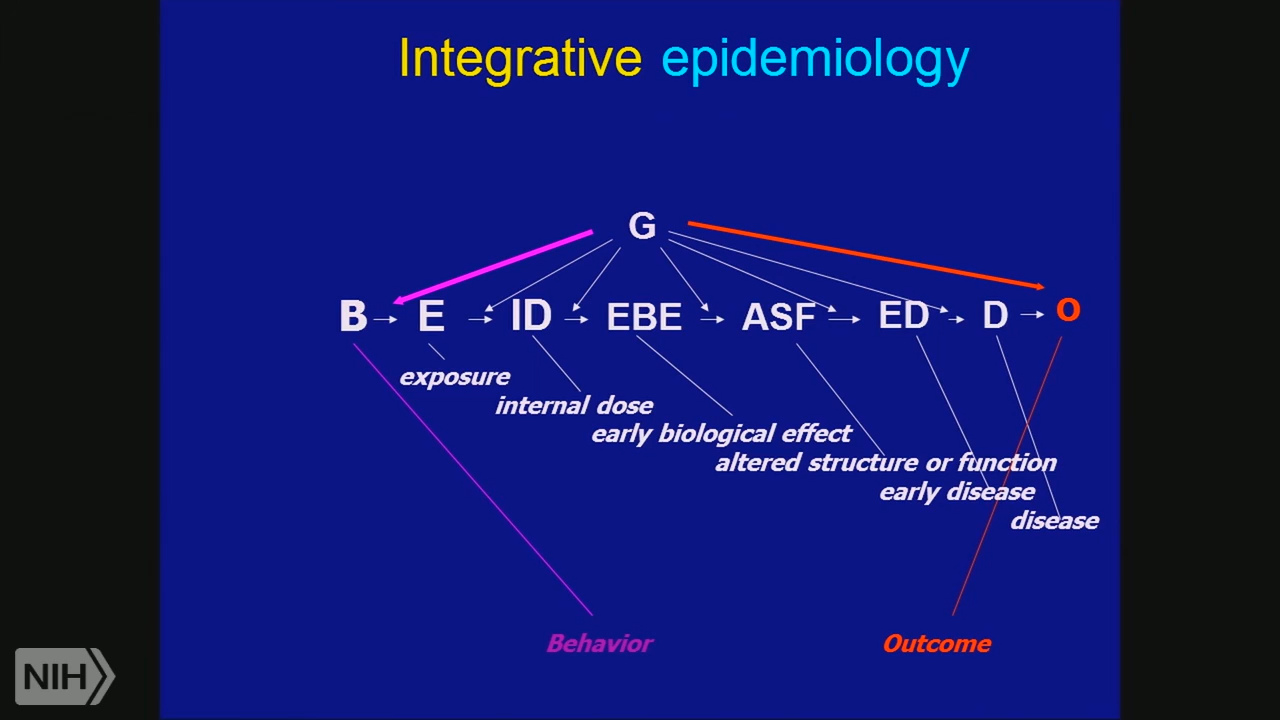 Integrative epidemiology
G
B E ID EBE ASF ED D O
exposure
internal dose
early biological effect
altered structure or function
early disease
disease
Behavior
Outcome
NIH